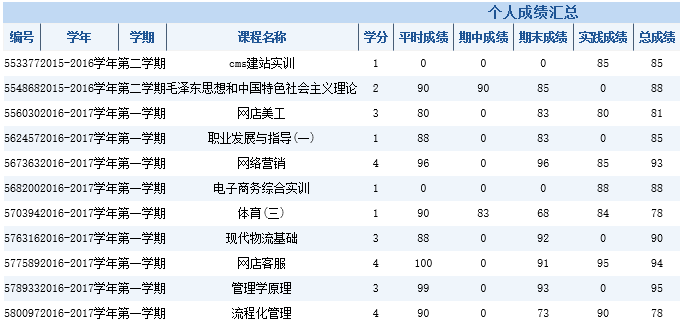 个人成绩汇总
编号 学年 学期 课程名称 学分 平时成绩 期中成绩 期末成绩 实践成绩 总成绩
553377 2015-2016学年 第二学期 cms建站实训 1 0 0 0 85 85
554868 2015-2016学年 第二学期 毛泽东思想和中国特色社会主义理论 2 90 90 85 0 88
556030 2016-2017学年 第一学期 网店美工 3 80 0 83 80 81
562457 2016-2017学年 第一学期 职业发展与指导(一) 1 88 0 83 0 85
567363 2016-2017学年 第一学期 网络营销 4 96 0 96 85 93
568200 2016-2017学年 第一学期 电子商务综合实训 1 0 0 0 88 88
570394 2016-2017学年 第一学期 体育(三) 1 90 83 68 84 78
576316 2016-2017学年 第一学期 现代物流基础 3 88 0 92 0 90
577589 2016-2017学年 第一学期 网店客服 4 100 0 91 95 94
578933 2016-2017学年 第一学期 管理学原理 3 99 0 93 0 95
580097 2016-2017学年 第一学期 流程化管理 4 90 0 73 90 78